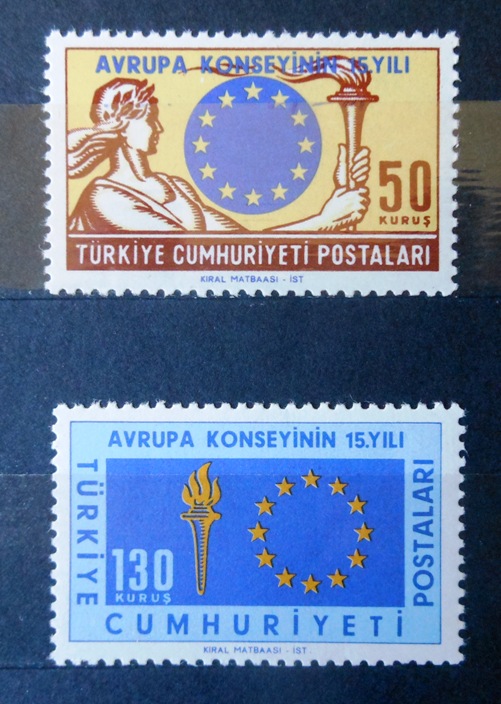 AVRUPA KONSEYİNİN 15.YILI
50
KURUŞ
TÜRKİYE CUMHURİYETİ POSTALARI
KIRAL MATBAASI - İST
AVRUPA KONSEYİNİN 15.YILI
TÜRKİYE
130
KURUŞ
POSTALARI
CUMHURİYETİ
KIRAL MATBAASI - İST.